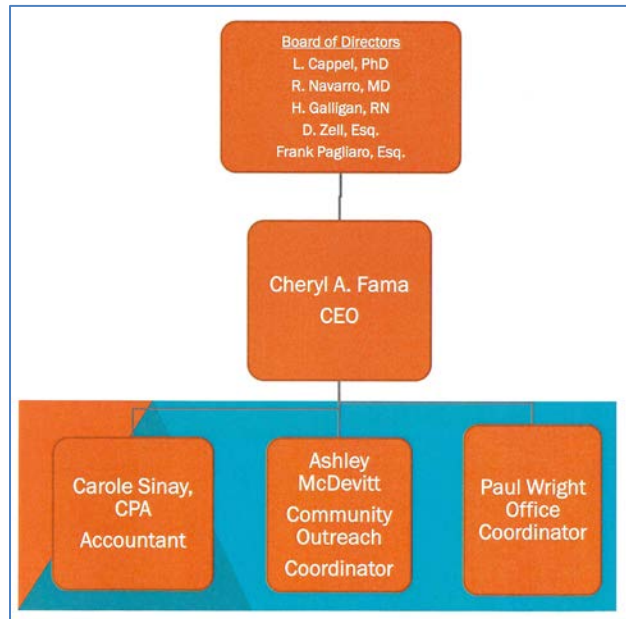 Board of Directors
L. Cappel, PhD
R. Navarro, MD
H. Galligan, RN
D. Zell, Esq.
Frank Pagliaro, Esq.
Cheryl A. Fama
CEO
Carole Sinay,
CPA
Accountant
Ashley
McDevitt
Community
Outreach
Coordinator
Paul Wright
Office
Coordinator